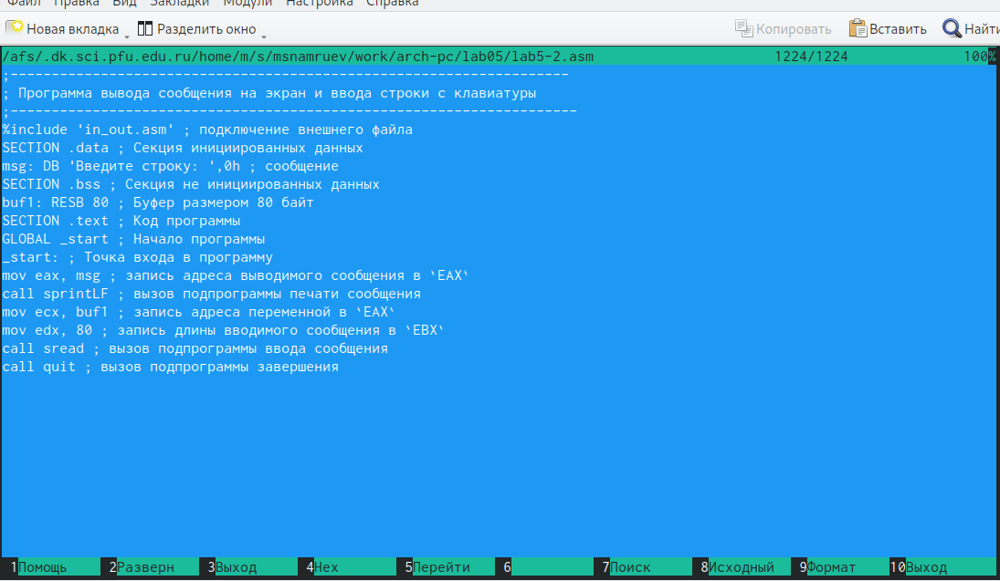 Файл Правка Вид Закладки Модули Настройка Справка
Новая вкладка Разделить окно Копировать Вставить Найти
/afs/.dk.sci.pfu.edu.ru/home/m/s/msnamruev/work/arch-pc/lab05/lab5-2.asm 1224/1224 100%
;--------------------------------------------------------------------
; Программа вывода сообщения на экран и ввода строки с клавиатуры
;---------------------------------------------------------------------
%include 'in_out.asm' ; подключение внешнего файла
SECTION .data ; Секция инициированных данных
msg: DB 'Введите строку: ',0h ; сообщение
SECTION .bss ; Секция не инициированных данных
buf1: RESB 80 ; Буфер размером 80 байт
SECTION .text ; Код программы
GLOBAL _start ; Начало программы
_start: ; Точка входа в программу
mov eax, msg ; запись адреса выводимого сообщения в `EAX`
call sprintLF ; вызов подпрограммы печати сообщения
mov ecx, buf1 ; запись адреса переменной в `EAX`
mov edx, 80 ; запись длины вводимого сообщения в `EBX`
call sread ; вызов подпрограммы ввода сообщения
call quit ; вызов подпрограммы завершения
1Помощь 2Разверн 3Выход 4Hex 5Перейти 6 7Поиск 8Исходный 9Формат 10Выход